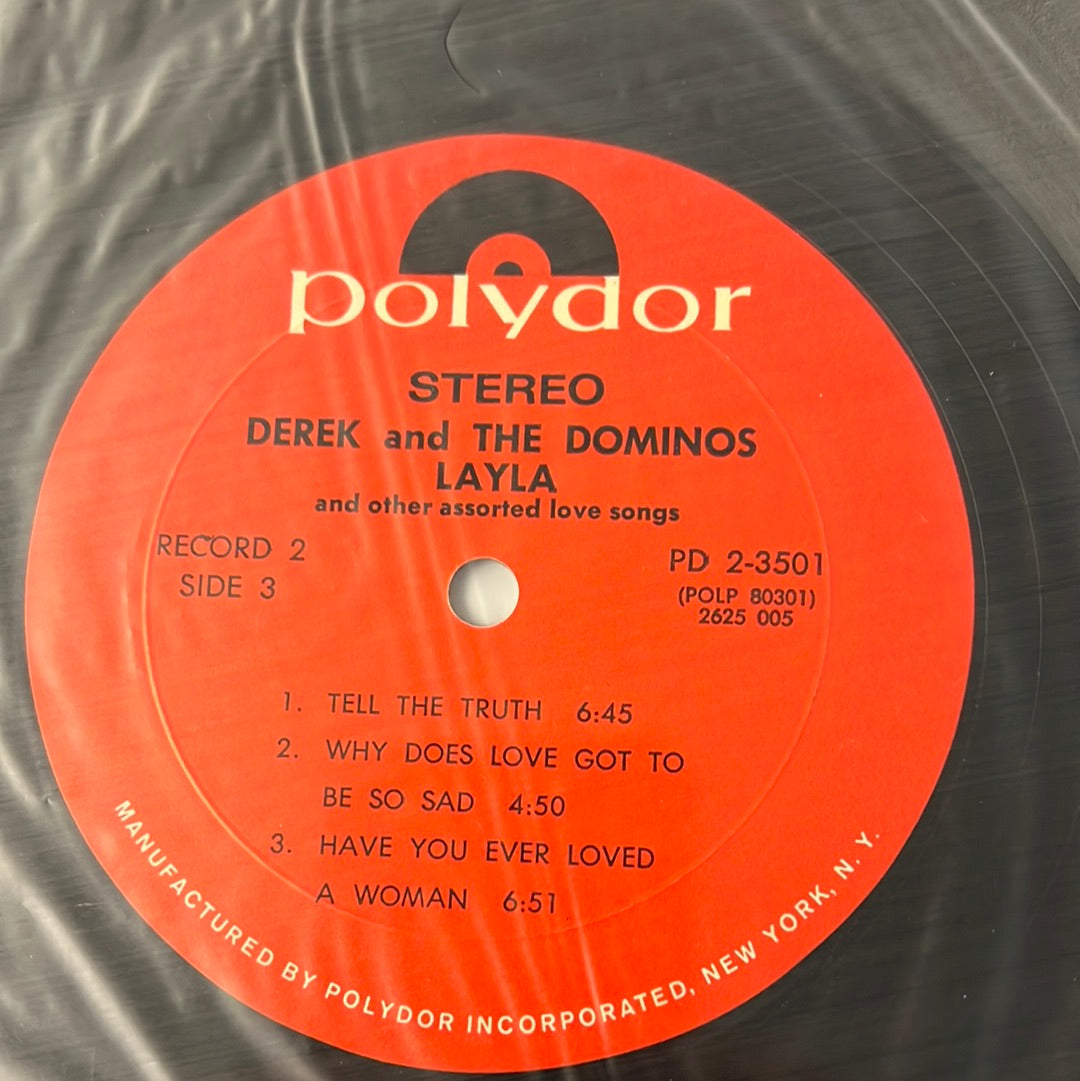 polydor
STEREO
DEREK and THE DOMINOS
LAYLA
and other assorted love songs
RECORD 2
SIDE 3
PD 2-3501
(POLP 80301)
2625 005
1. TELL THE TRUTH 6:45
2. WHY DOES LOVE GOT TO
BE SO SAD 4:50
3. HAVE YOU EVER LOVED
A WOMAN 6:51
MANUFACTURED BY POLYDOR INCORPORATED, NEW YORK, N. Y.